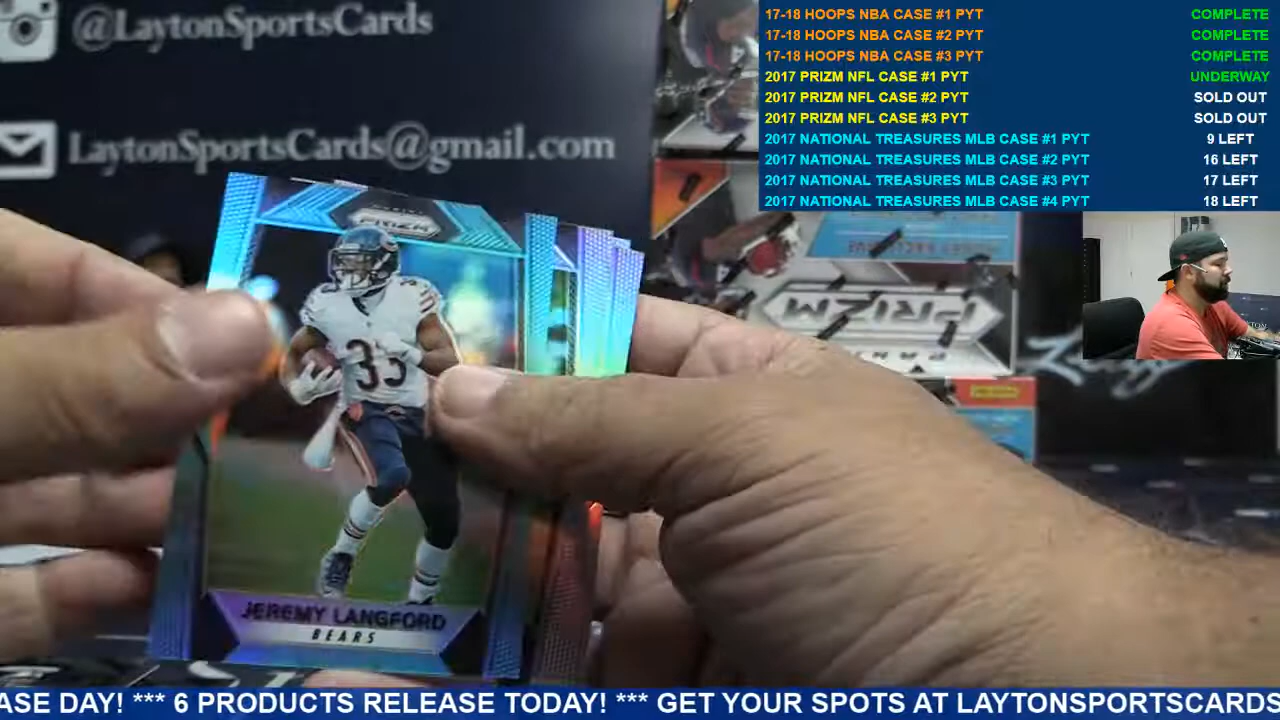 @LaytonSportsCards
LaytonSportsCards@gmail.com
17-18 HOOPS NBA CASE #1 PYT COMPLETE
17-18 HOOPS NBA CASE #2 PYT COMPLETE
17-18 HOOPS NBA CASE #3 PYT COMPLETE
2017 PRIZM NFL CASE #1 PYT UNDERWAY
2017 PRIZM NFL CASE #2 PYT SOLD OUT
2017 PRIZM NFL CASE #3 PYT SOLD OUT
2017 NATIONAL TREASURES MLB CASE #1 PYT 9 LEFT
2017 NATIONAL TREASURES MLB CASE #2 PYT 16 LEFT
2017 NATIONAL TREASURES MLB CASE #3 PYT 17 LEFT
2017 NATIONAL TREASURES MLB CASE #4 PYT 18 LEFT
PRIZM
PRIZM
33
JEREMY LANGFORD
BEARS
ASE DAY! *** 6 PRODUCTS RELEASE TODAY! *** GET YOUR SPOTS AT LAYTONSPORTSCARDS